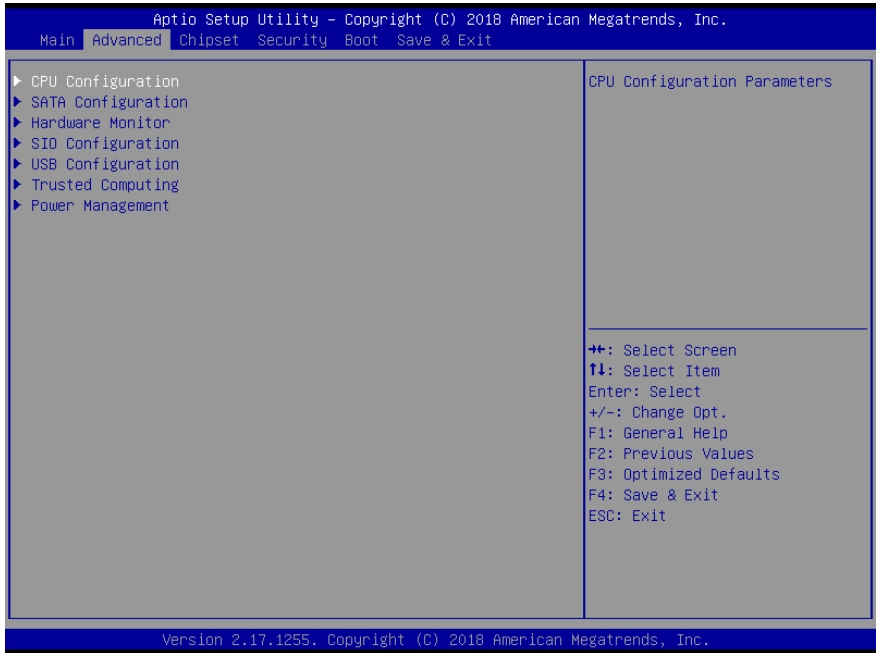 Aptio Setup Utility – Copyright (C) 2018 American Megatrends, Inc.
Main Advanced Chipset Security Boot Save & Exit
▶ CPU Configuration
▶ SATA Configuration
▶ Hardware Monitor
▶ SIO Configuration
▶ USB Configuration
▶ Trusted Computing
▶ Power Management
CPU Configuration Parameters
→←: Select Screen
↑↓: Select Item
Enter: Select
+/-: Change Opt.
F1: General Help
F2: Previous Values
F3: Optimized Defaults
F4: Save & Exit
ESC: Exit
Version 2.17.1255. Copyright (C) 2018 American Megatrends, Inc.